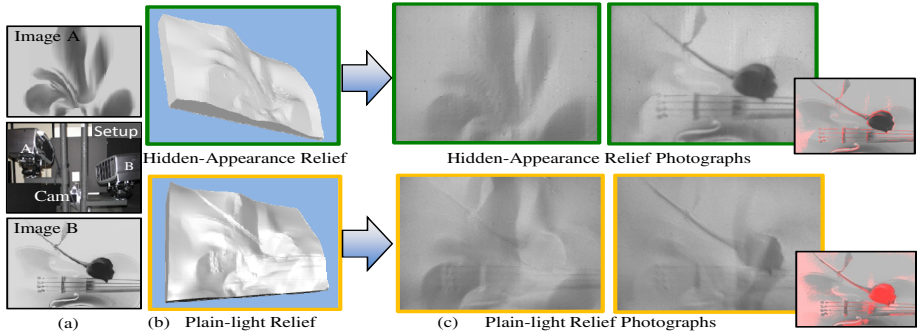 Image A
Setup
A
B
Cam
Image B
(a)
Hidden-Appearance Relief
(b)
Plain-light Relief
Hidden-Appearance Relief Photographs
(c)
Plain-light Relief Photographs